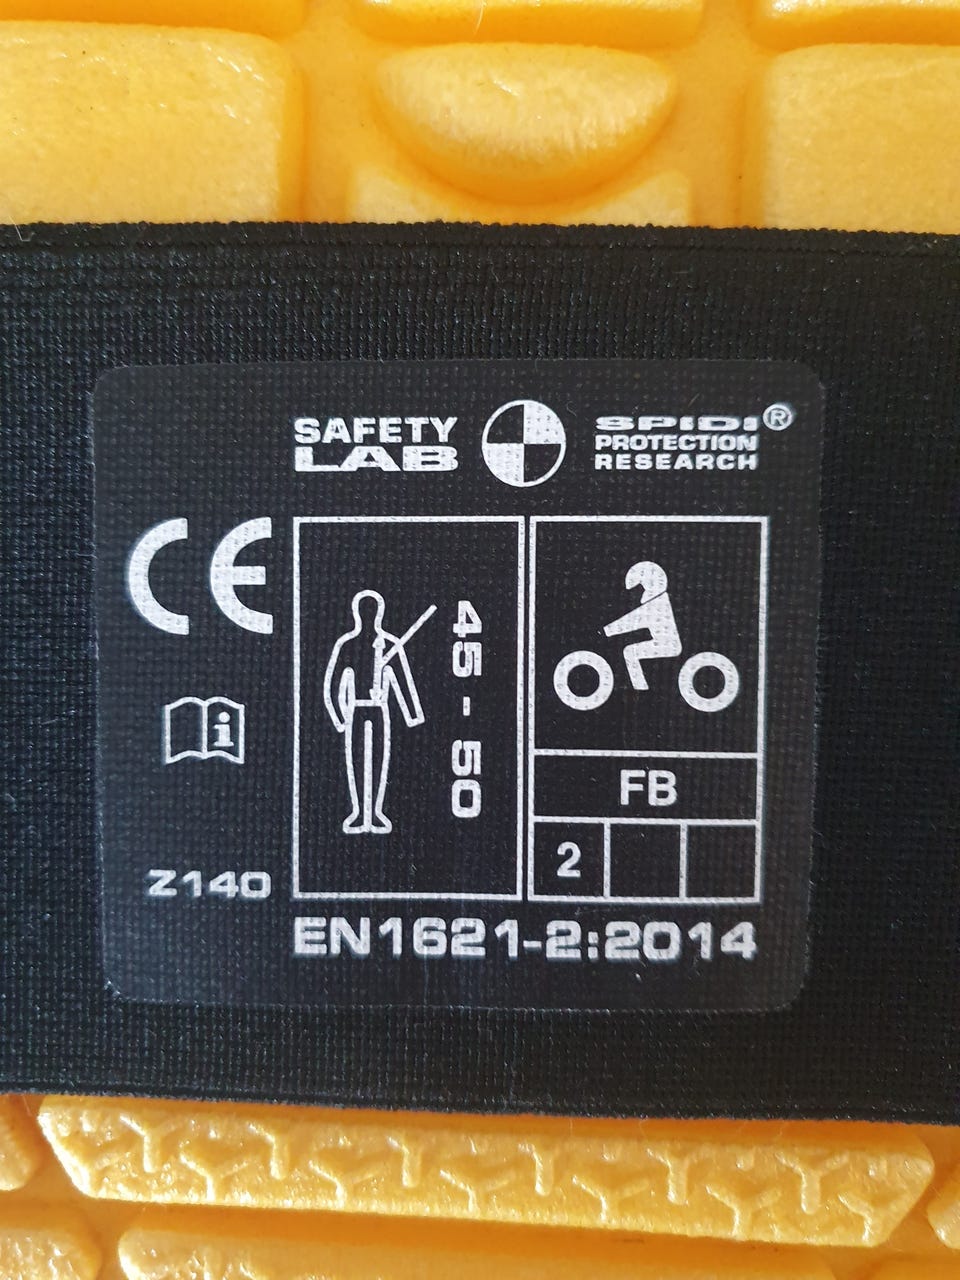 SAFETY
LAB
SPIDI®
PROTECTION
RESEARCH
CE
i
45 - 50
FB
2
Z140
EN1621-2:2014